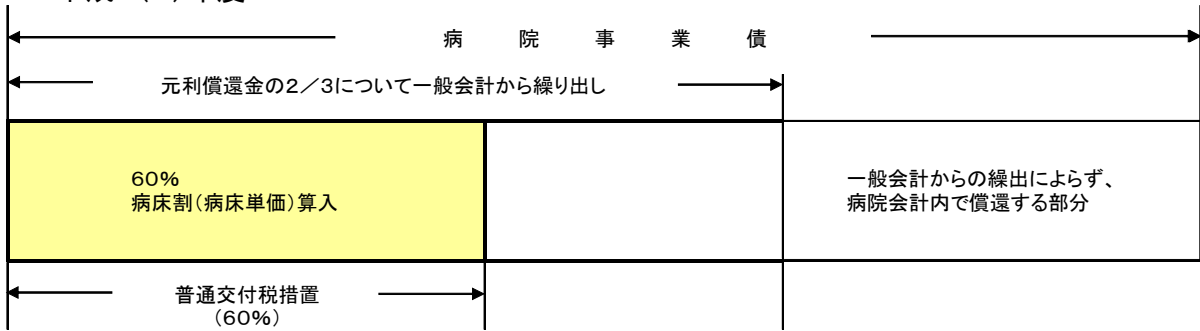 病院事業債
元利償還金の2/3について一般会計から繰り出し
60%
病床割(病床単価)算入
一般会計からの繰出によらず、
病院会計内で償還する部分
普通交付税措置
(60%)